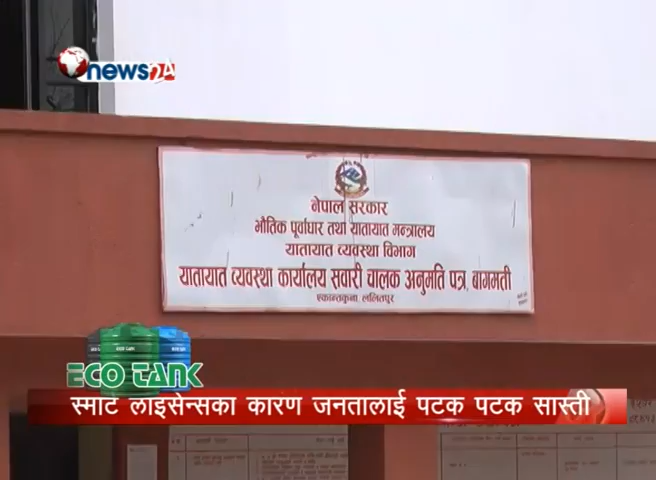 news24
नेपाल सरकार
भौतिक पूर्वाधार तथा यातायात मन्त्रालय
यातायात व्यवस्था विभाग
यातायात व्यवस्था कार्यालय सवारी चालक अनुमति पत्र, बागमती
एकान्तकुना, ललितपुर
ECO TANK
स्मार्ट लाइसेन्सका कारण जनतालाई पटक पटक सास्ती